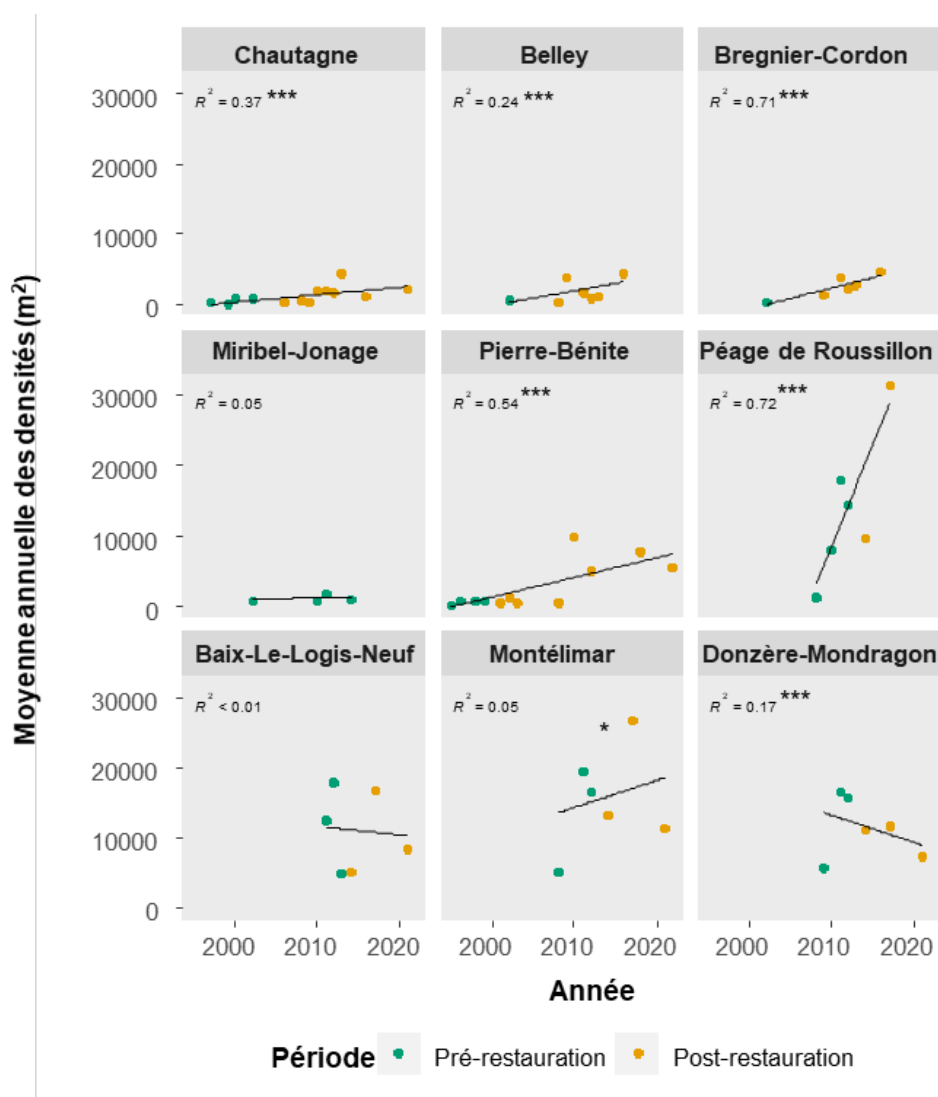 Moyenne annuelle des densités (m²)
Chautagne
Belley
Bregnier-Cordon
R² = 0.37 ***
R² = 0.24 ***
R² = 0.71 ***
30000
20000
10000
0
Miribel-Jonage
Pierre-Bénite
Péage de Roussillon
R² = 0.05
R² = 0.54 ***
R² = 0.72 ***
30000
20000
10000
0
Baix-Le-Logis-Neuf
Montélimar
Donzère-Mondragon
R² < 0.01
R² = 0.05
R² = 0.17 ***
*
30000
20000
10000
0
2000 2010 2020
2000 2010 2020
2000 2010 2020
Année
Période Pré-restauration Post-restauration